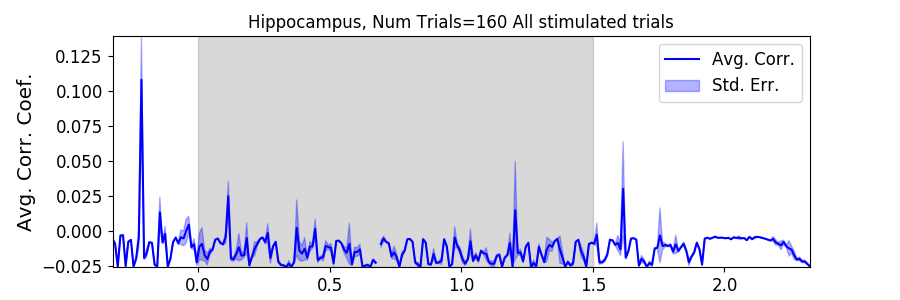 Hippocampus, Num Trials=160 All stimulated trials
Avg. Corr. Coef.
0.125
0.100
0.075
0.050
0.025
0.000
−0.025
Avg. Corr.
Std. Err.
0.0 0.5 1.0 1.5 2.0